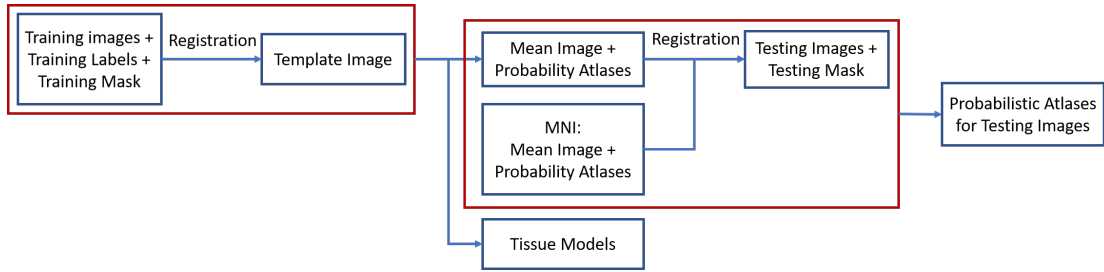 Training images +
Training Labels +
Training Mask
Registration
Template Image
Mean Image +
Probability Atlases
Registration
Testing Images +
Testing Mask
MNI:
Mean Image +
Probability Atlases
Tissue Models
Probabilistic Atlases
for Testing Images